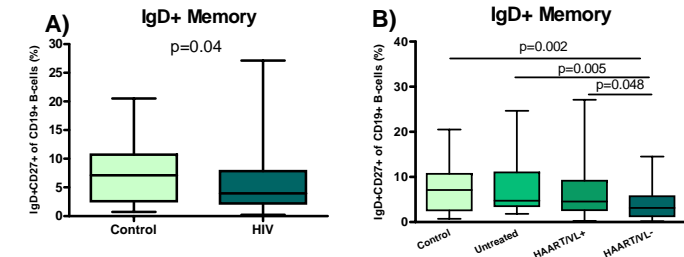 A)
IgD+ Memory
p=0.04
IgD+CD27+ of CD19+ B-cells (%)
30
25
20
15
10
5
0
Control
HIV
B)
IgD+ Memory
p=0.002
p=0.005
p=0.048
IgD+CD27+ of CD19+ B-cells (%)
40
30
20
10
0
Control
Untreated
HAART/VL+
HAART/VL-